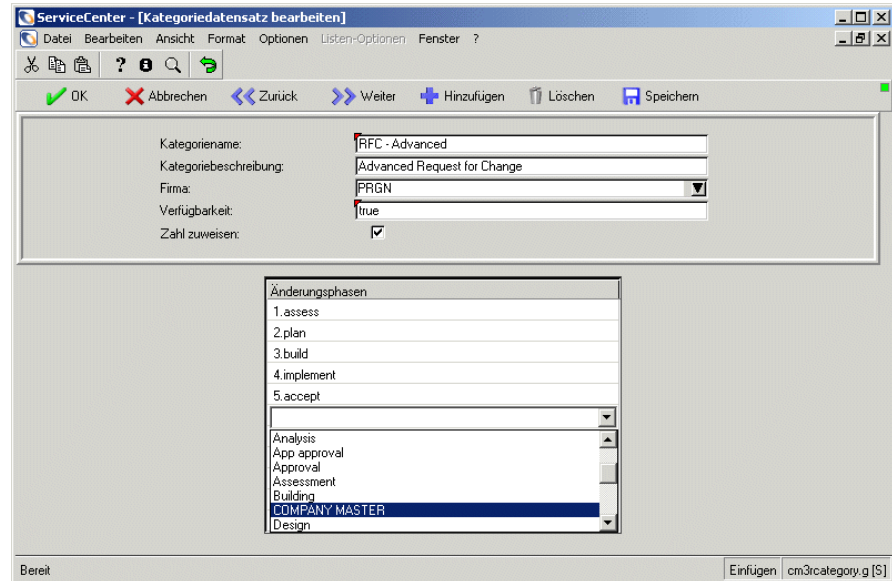 ServiceCenter - [Kategoriedatensatz bearbeiten]
Datei Bearbeiten Ansicht Format Optionen Listen-Optionen Fenster ?
OK Abbrechen Zurück Weiter Hinzufügen Löschen Speichern
Kategoriename: RFC - Advanced
Kategoriebeschreibung: Advanced Request for Change
Firma: PRGN
Verfügbarkeit: true
Zahl zuweisen:
Änderungsphasen
1.assess
2.plan
3.build
4.implement
5.accept
Analysis
App approval
Approval
Assessment
Building
COMPANY MASTER
Design
Bereit Einfügen cm3rcategory.g [S]